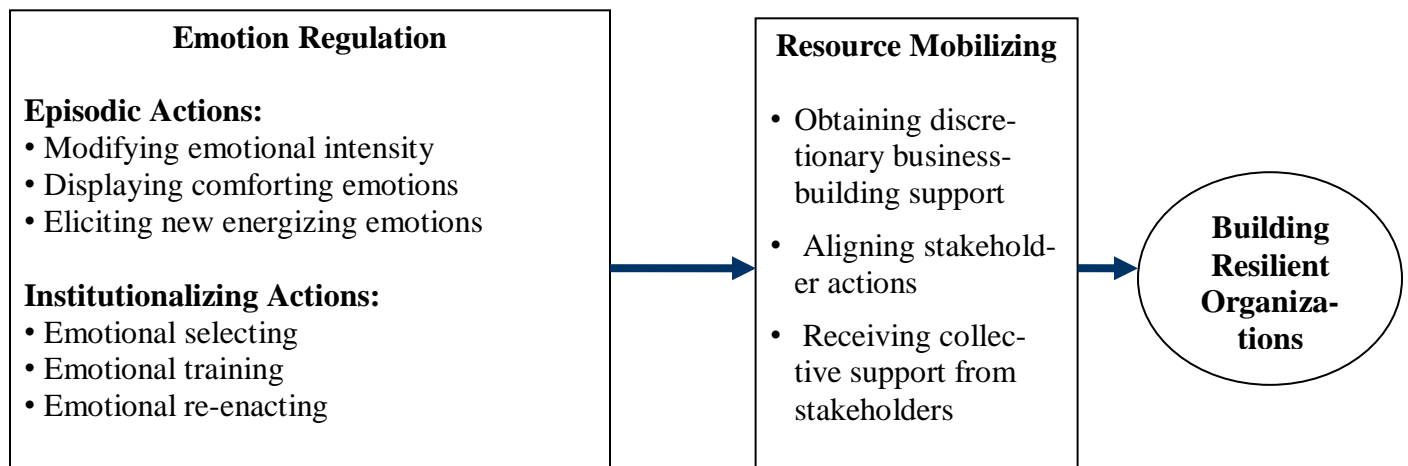 Emotion Regulation
Episodic Actions:
• Modifying emotional intensity
• Displaying comforting emotions
• Eliciting new energizing emotions
Institutionalizing Actions:
• Emotional selecting
• Emotional training
• Emotional re-enacting
Resource Mobilizing
• Obtaining discre-
tionary business-
building support
• Aligning stakehold-
er actions
• Receiving collec-
tive support from
stakeholders
Building
Resilient
Organiza-
tions